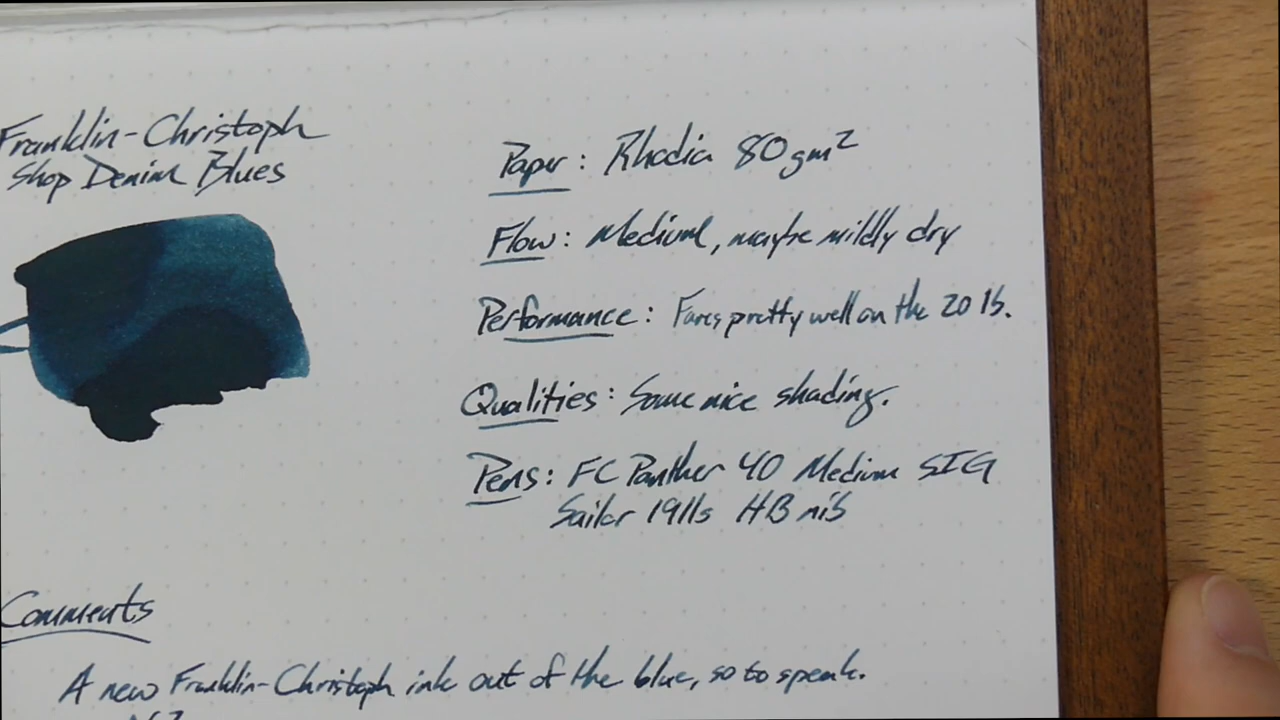 Franklin-Christoph
Shop Denim Blues
Paper: Rhodia 80gm²
Flow: Medium, maybe mildly dry
Performance: Fares pretty well on the 20 lb.
Qualities: Some nice shading.
Pens: FC Panther 40 Medium SIG
Sailor 1911s HB nib
Comments
A new Franklin-Christoph ink out of the blue, so to speak.